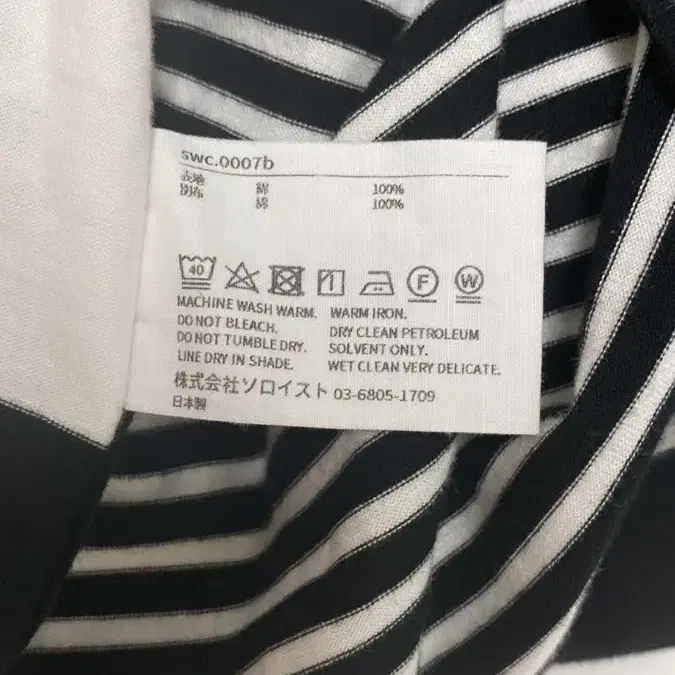 swc.0007b
表地 綿 100%
別布 綿 100%
40 F W
MACHINE WASH WARM. WARM IRON.
DO NOT BLEACH. DRY CLEAN PETROLEUM
DO NOT TUMBLE DRY. SOLVENT ONLY.
LINE DRY IN SHADE. WET CLEAN VERY DELICATE.
株式会社ソロイスト 03-6805-1709
日本製